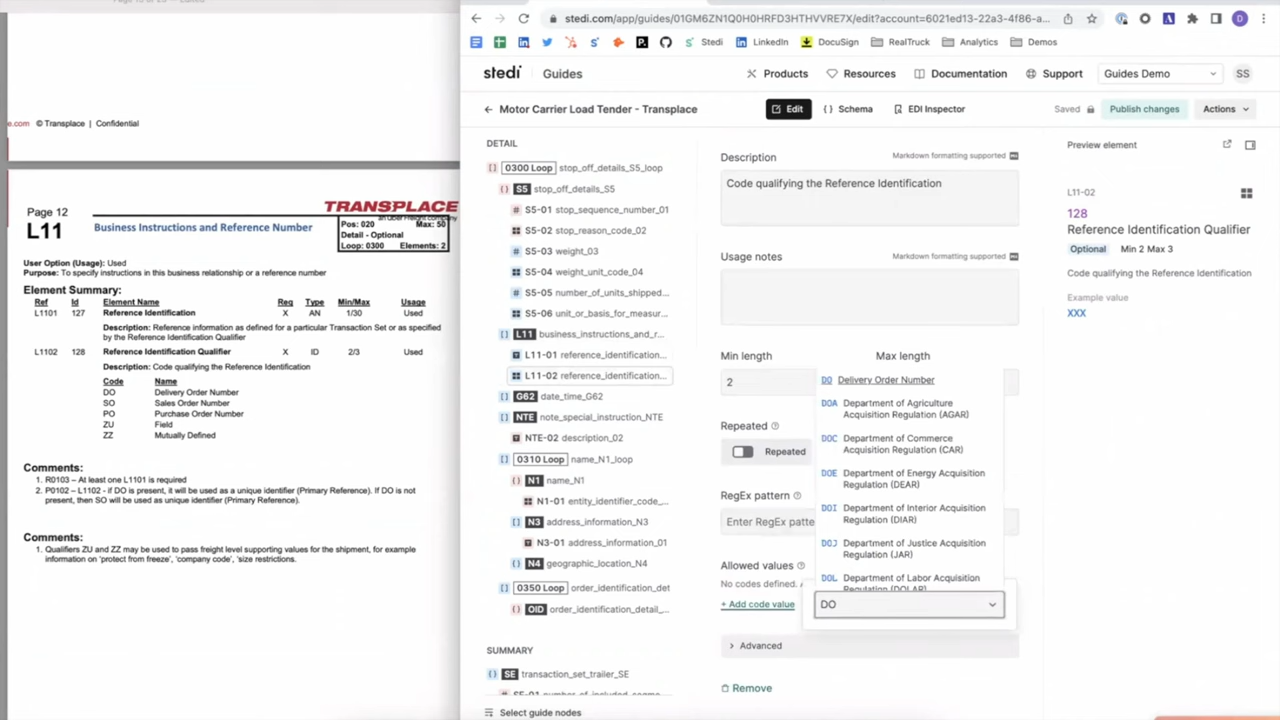 e.com © Transplace | Confidential
Page 12
TRANSPLACE
an Uber Freight company
L11
Business Instructions and Reference Number
Pos: 020 Max: 50
Detail - Optional
Loop: 0300 Elements: 2
User Option (Usage): Used
Purpose: To specify instructions in this business relationship or a reference number
Element Summary:
Ref Id Element Name Req Type Min/Max Usage
L1101 127 Reference Identification X AN 1/30 Used
Description: Reference information as defined for a particular Transaction Set or as specified
by the Reference Identification Qualifier
L1102 128 Reference Identification Qualifier X ID 2/3 Used
Description: Code qualifying the Reference Identification
Code Name
DO Delivery Order Number
SO Sales Order Number
PO Purchase Order Number
ZU Field
ZZ Mutually Defined
Comments:
1. R0103 – At least one L1101 is required
2. P0102 – L1102 - if DO is present, it will be used as a unique identifier (Primary Reference). If DO is not
present, then SO will be used as unique identifier (Primary Reference).
Comments:
1. Qualifiers ZU and ZZ may be used to pass freight level supporting values for the shipment, for example
information on 'protect from freeze', 'company code', 'size restrictions.
stedi.com/app/guides/01GM6ZN1Q0H0HRFD3HTHVVRE7X/edit?account=6021ed13-22a3-4f86-a...
Stedi LinkedIn DocuSign RealTruck Analytics Demos
stedi Guides Products Resources Documentation Support Guides Demo SS
Motor Carrier Load Tender - Transplace Edit Schema EDI Inspector Saved Publish changes Actions
DETAIL
0300 Loop stop_off_details_S5_loop
S5 stop_off_details_S5
S5-01 stop_sequence_number_01
S5-02 stop_reason_code_02
S5-03 weight_03
S5-04 weight_unit_code_04
S5-05 number_of_units_shipped...
S5-06 unit_or_basis_for_measur...
L11 business_instructions_and_r...
L11-01 reference_identification...
L11-02 reference_identification...
G62 date_time_G62
NTE note_special_instruction_NTE
NTE-02 description_02
0310 Loop name_N1_loop
N1 name_N1
N1-01 entity_identifier_code_...
N3 address_information_N3
N3-01 address_information_01
N4 geographic_location_N4
0350 Loop order_identification_det
OID order_identification_detail_...
SUMMARY
SE transaction_set_trailer_SE
Select guide nodes
Description Markdown formatting supported
Code qualifying the Reference Identification
Usage notes Markdown formatting supported
Min length Max length
2
Repeated
Repeated
RegEx pattern
Enter RegEx patte
Allowed values
No codes defined.
+ Add code value
DO Delivery Order Number
DOA Department of Agriculture
Acquisition Regulation (AGAR)
DOC Department of Commerce
Acquisition Regulation (CAR)
DOE Department of Energy Acquisition
Regulation (DEAR)
DOI Department of Interior Acquisition
Regulation (DIAR)
DOJ Department of Justice Acquisition
Regulation (JAR)
DOL Department of Labor Acquisition
Regulation (DOLAR)
DO
Advanced
Remove
Preview element
L11-02
128
Reference Identification Qualifier
Optional Min 2 Max 3
Code qualifying the Reference Identification
Example value
XXX